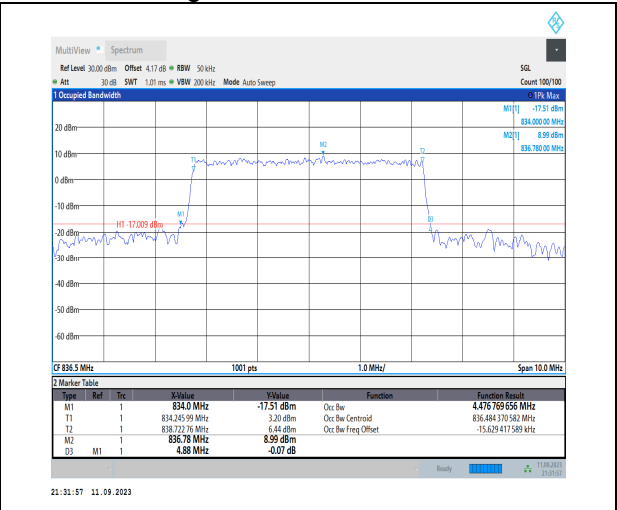 MultiView * Spectrum
Ref Level 30.00 dBm Offset 4.17 dB RBW 50 kHz SGL
Att 30 dB SWT 1.01 ms VBW 200 kHz Mode Auto Sweep Count 100/100
1 Occupied Bandwidth 1Pk Max
M1[1] -17.51 dBm
834.000 00 MHz
M2[1] 8.99 dBm
836.780 00 MHz
20 dBm
M2
T2
10 dBm
T1
0 dBm
-10 dBm
M1
D3
H1 -17.009 dBm
-20 dBm
-30 dBm
-40 dBm
-50 dBm
-60 dBm
CF 836.5 MHz 1001 pts 1.0 MHz/ Span 10.0 MHz
2 Marker Table
Type Ref Trc X-Value Y-Value Function Function Result
M1 1 834.0 MHz -17.51 dBm Occ Bw 4.476 769 656 MHz
T1 1 834.245 99 MHz 3.20 dBm Occ Bw Centroid 836.484 370 582 MHz
T2 1 838.722 76 MHz 6.44 dBm Occ Bw Freq Offset -15.629 417 589 kHz
M2 1 836.78 MHz 8.99 dBm
D3 M1 1 4.88 MHz -0.07 dB
Ready 11.09.2023
21:31:57
21:31:57 11.09.2023